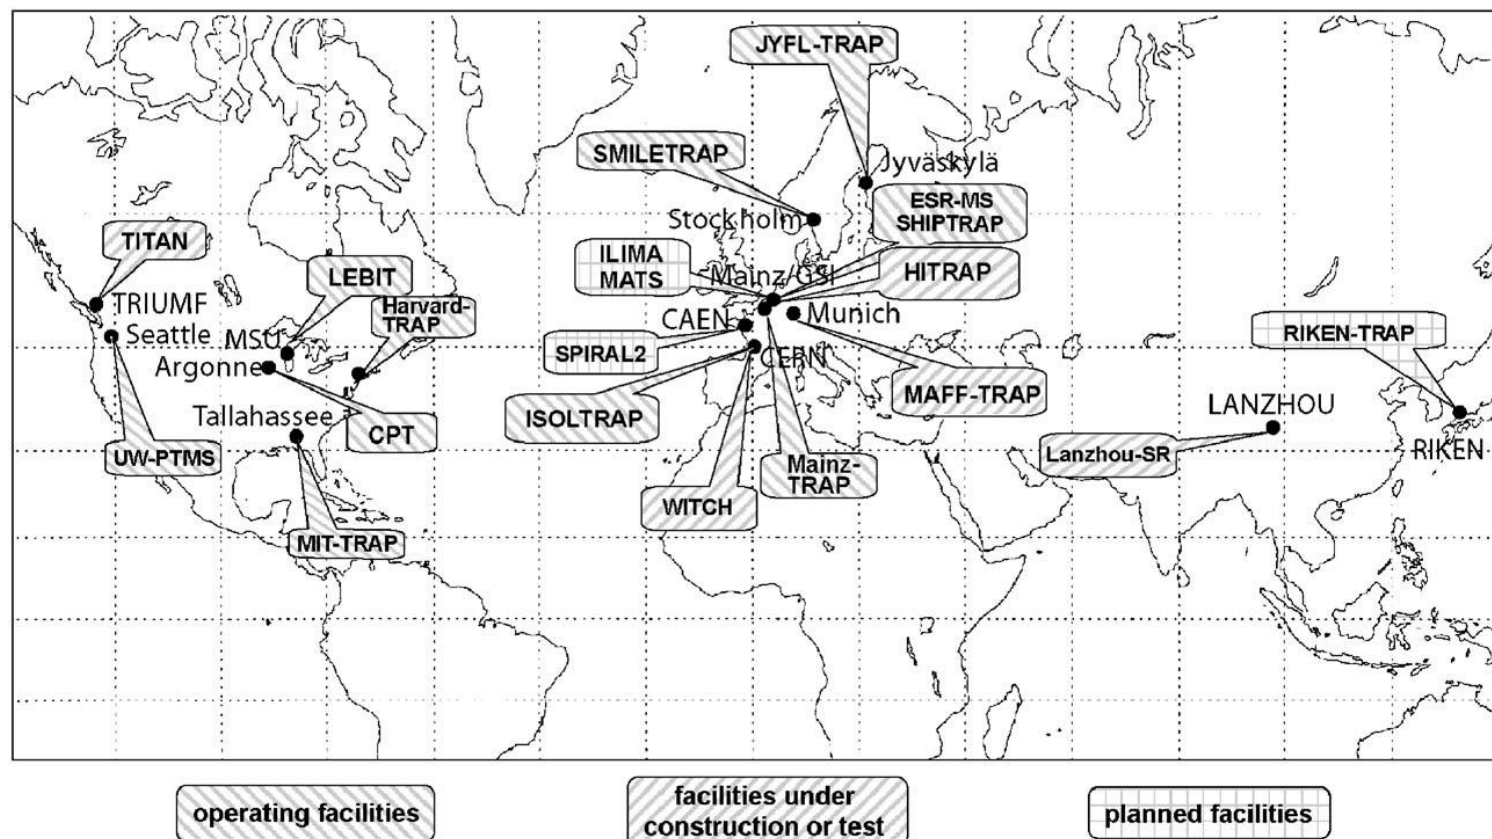 JYFL-TRAP
SMILETRAP
Jyväskylä
ESR-MS
SHIPTRAP
Stockholm
TITAN
ILIMA
MATS
Mainz/GSI
HITRAP
LEBIT
TRIUMF
Harvard-
TRAP
Seattle
MSU
CAEN
Munich
RIKEN-TRAP
Argonne
SPIRAL2
CERN
MAFF-TRAP
LANZHOU
Tallahassee
ISOLTRAP
CPT
UW-PTMS
Mainz-
TRAP
Lanzhou-SR
RIKEN
WITCH
MIT-TRAP
operating facilities
facilities under
construction or test
planned facilities